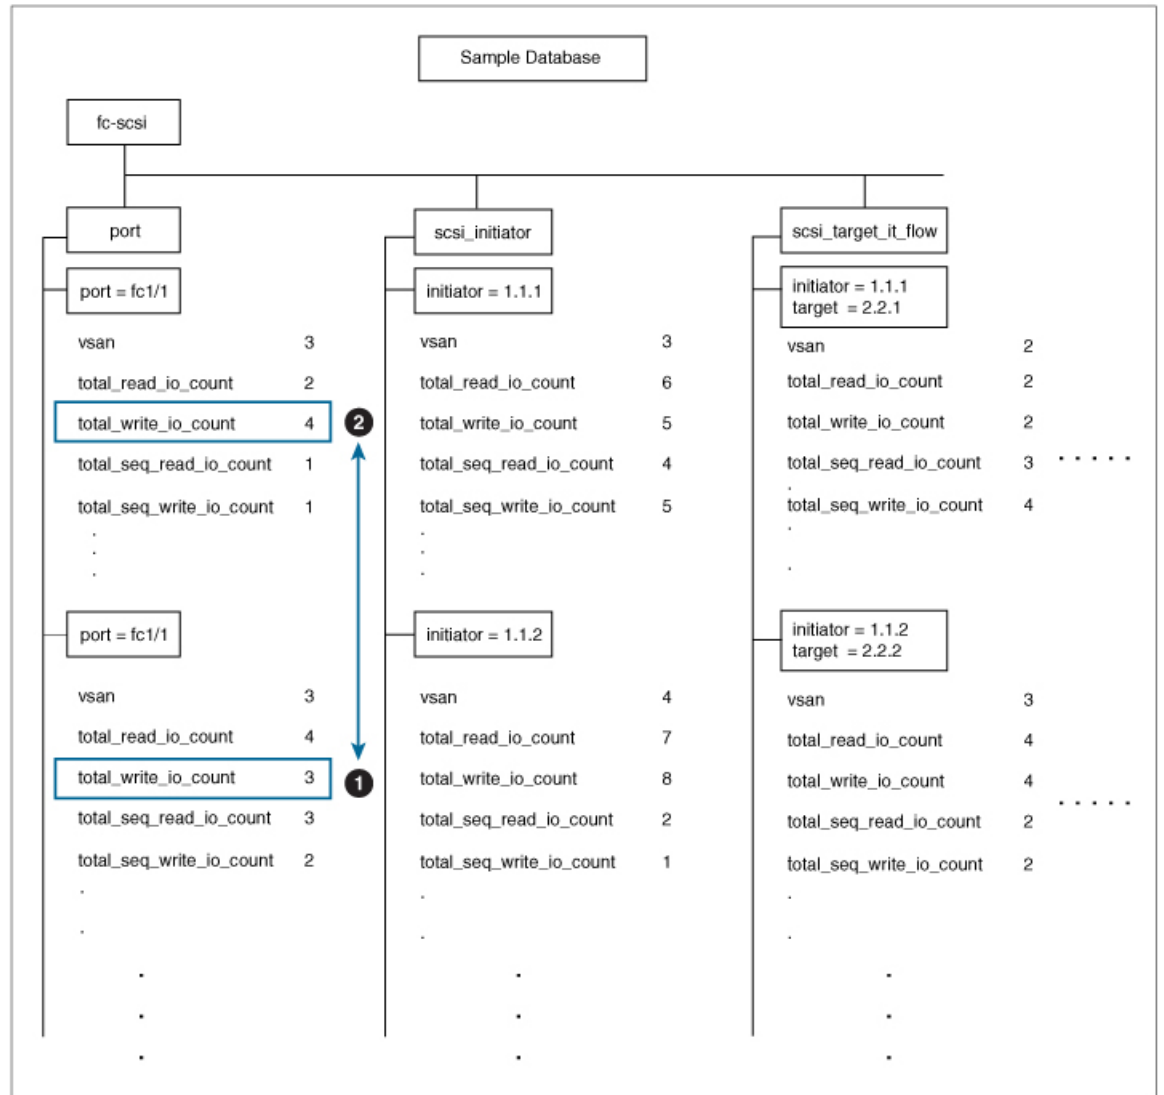 Sample Database
fc-scsi
port
port = fc1/1
vsan 3
total_read_io_count 2
total_write_io_count 4
total_seq_read_io_count 1
total_seq_write_io_count 1
port = fc1/1
vsan 3
total_read_io_count 4
total_write_io_count 3
total_seq_read_io_count 3
total_seq_write_io_count 2
2
1
scsi_initiator
initiator = 1.1.1
vsan 3
total_read_io_count 6
total_write_io_count 5
total_seq_read_io_count 4
total_seq_write_io_count 5
initiator = 1.1.2
vsan 4
total_read_io_count 7
total_write_io_count 8
total_seq_read_io_count 2
total_seq_write_io_count 1
scsi_target_it_flow
initiator = 1.1.1
target = 2.2.1
vsan 2
total_read_io_count 2
total_write_io_count 2
total_seq_read_io_count 3
total_seq_write_io_count 4
initiator = 1.1.2
target = 2.2.2
vsan 3
total_read_io_count 4
total_write_io_count 4
total_seq_read_io_count 2
total_seq_write_io_count 2